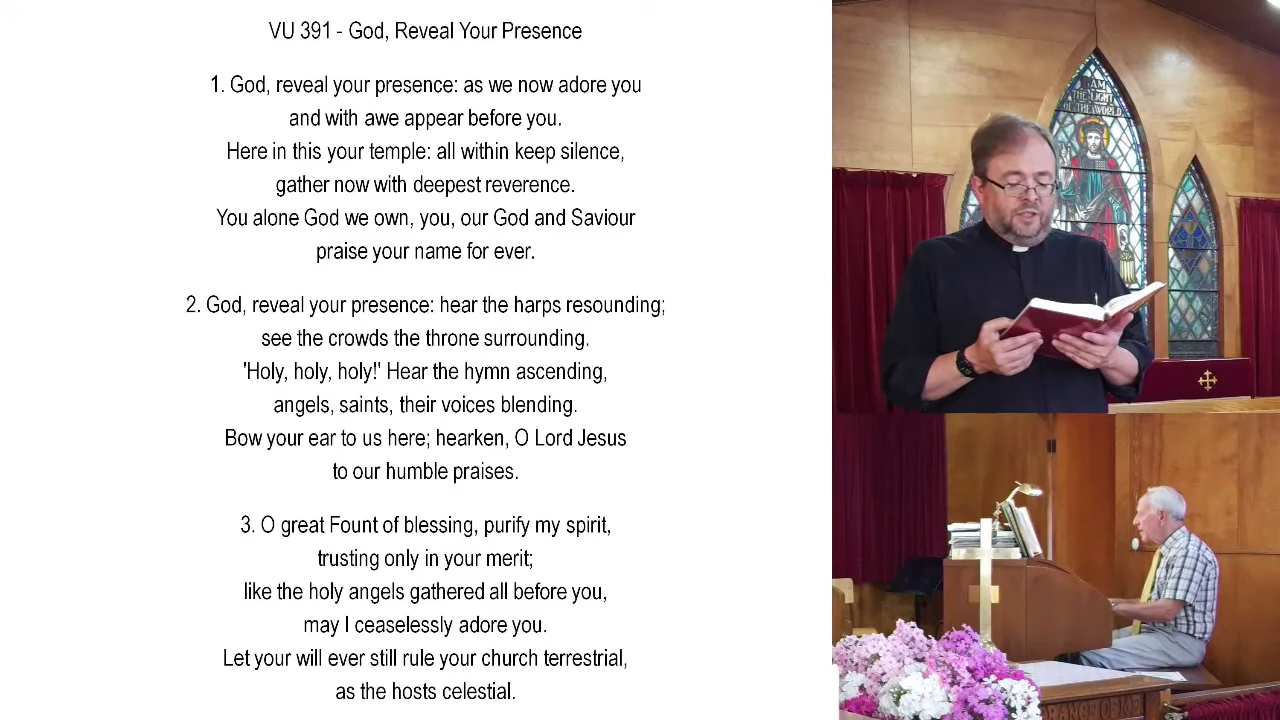 VU 391 - God, Reveal Your Presence
1. God, reveal your presence: as we now adore you
and with awe appear before you.
Here in this your temple: all within keep silence,
gather now with deepest reverence.
You alone God we own, you, our God and Saviour
praise your name for ever.
2. God, reveal your presence: hear the harps resounding;
see the crowds the throne surrounding.
'Holy, holy, holy!' Hear the hymn ascending,
angels, saints, their voices blending.
Bow your ear to us here; hearken, O Lord Jesus
to our humble praises.
3. O great Fount of blessing, purify my spirit,
trusting only in your merit;
like the holy angels gathered all before you,
may I ceaselessly adore you.
Let your will ever still rule your church terrestrial,
as the hosts celestial.
I AM
THE LIGHT
OF THE WORLD